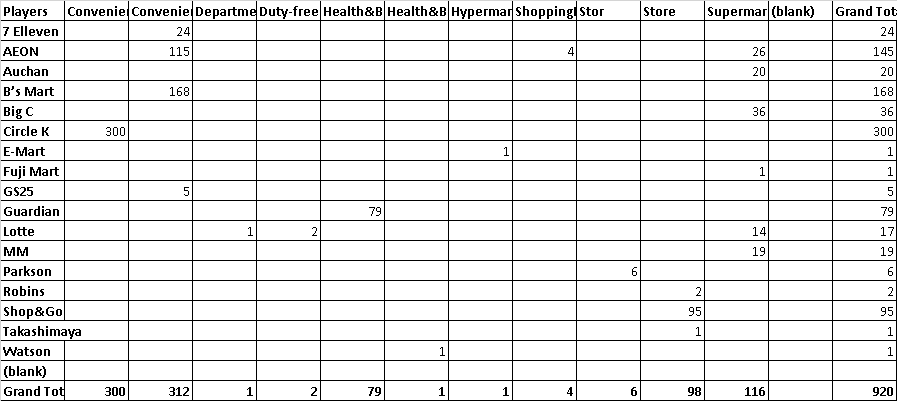 Players Convenien Convenien Departme Duty-free Health&B Health&B Hypermar Shopping Stor Store Supermar (blank) Grand Tot
7 Elleven 24 24
AEON 115 4 26 145
Auchan 20 20
B's Mart 168 168
Big C 36 36
Circle K 300 300
E-Mart 1 1
Fuji Mart 1 1
GS25 5 5
Guardian 79 79
Lotte 1 2 14 17
MM 19 19
Parkson 6 6
Robins 2 2
Shop&Go 95 95
Takashimaya 1 1
Watson 1 1
(blank)
Grand Tot 300 312 1 2 79 1 1 4 6 98 116 920